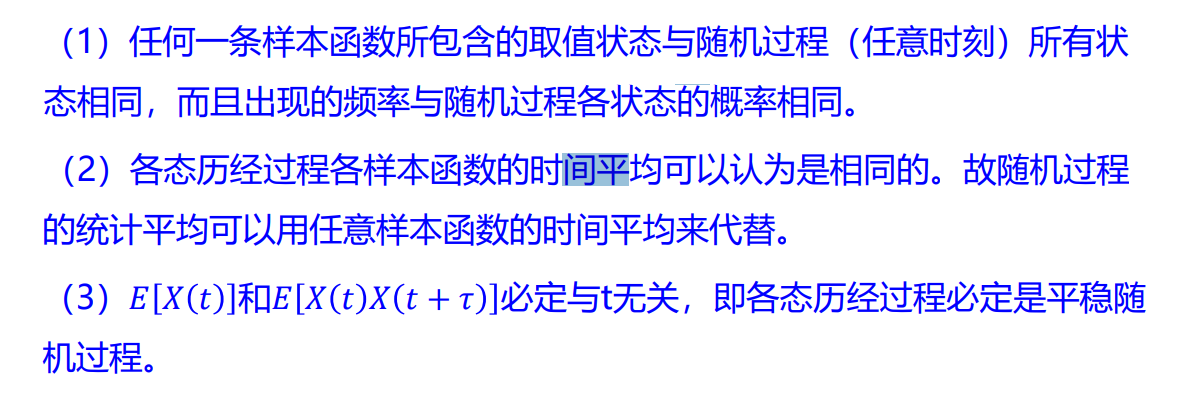 （1）任何一条样本函数所包含的取值状态与随机过程（任意时刻）所有状
态相同，而且出现的频率与随机过程各状态的概率相同。
（2）各态历经过程各样本函数的时间平均可以认为是相同的。故随机过程
的统计平均可以用任意样本函数的时间平均来代替。
（3）E[X(t)]和E[X(t)X(t + τ)]必定与t无关，即各态历经过程必定是平稳随
机过程。